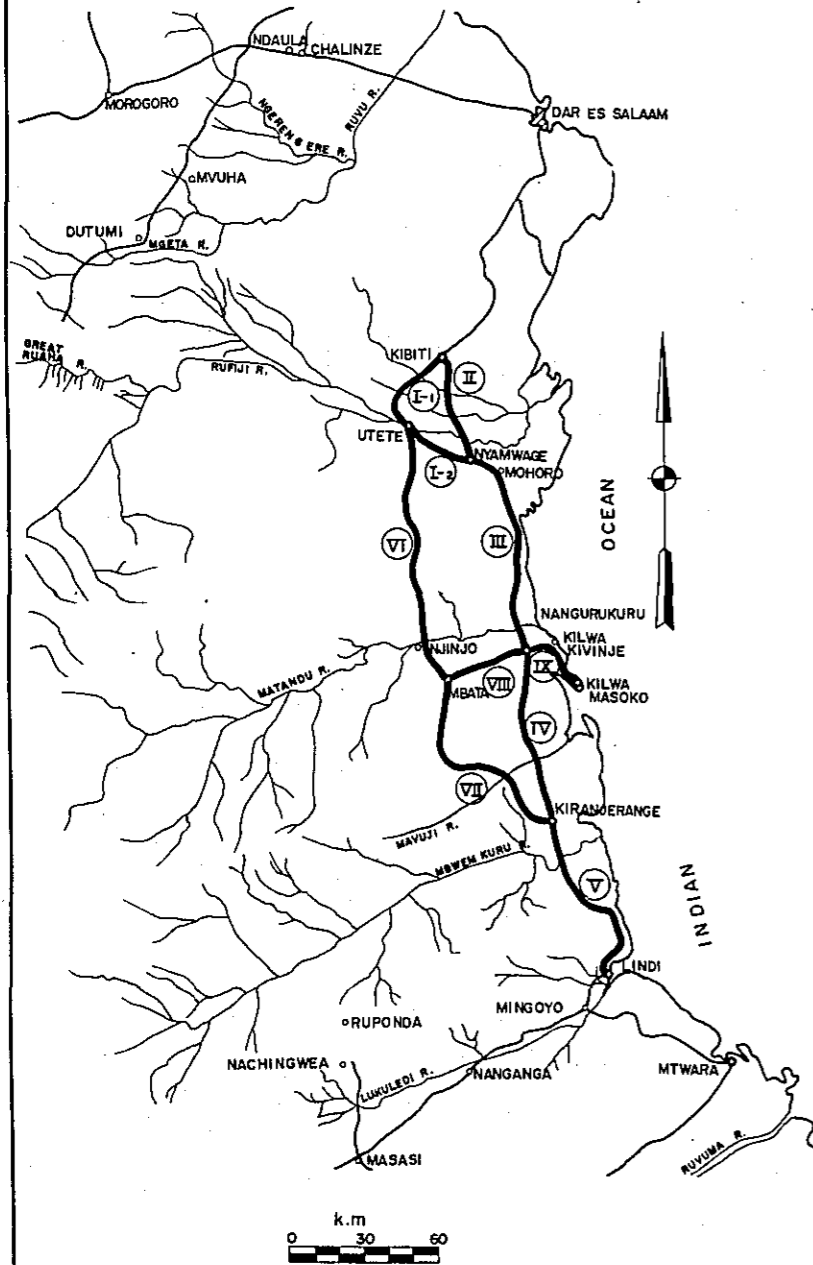 NDAULA
CHALINZE
MOROGORO
NGERENGERE R.
RUVU R.
DAR ES SALAAM
MVUHA
DUTUMI
MGETA R.
GREAT
RUAHA R.
RUFIJI R.
KIBITI
II
I-1
UTETE
NYAMWAGE
MOHORO
I-2
VI
III
OCEAN
NANGURUKURU
KILWA
KIVINJE
NJINJO
MATANDU R.
MBATA
VIII
IX
KILWA
MASOKO
IV
VII
KIRANJERANGE
MAVUJI R.
MBWEM KURU R.
V
INDIAN
LINDI
MINGOYO
RUPONDA
NACHINGWEA
LUKULEDI R.
NANGANGA
MTWARA
RUVUMA R.
MASASI
k.m
0 30 60